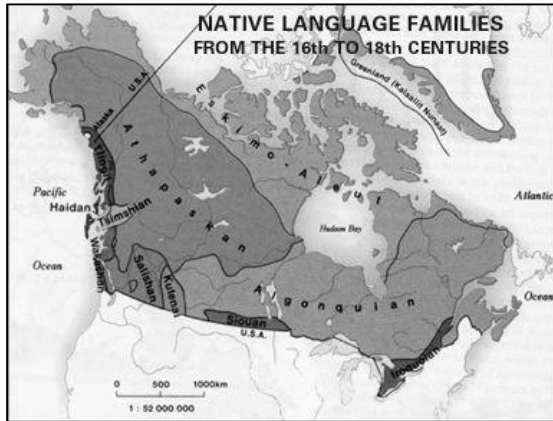 NATIVE LANGUAGE FAMILIES
FROM THE 16th TO 18th CENTURIES
Greenland (Kalaallit Nunaat)
U.S.A.
Alaska
Eskimo-Aleut
Athapaskan
Tlingit
Pacific
Atlantic
Haidan
Tsimshian
Hudson Bay
Wakashan
Ocean
Salishan
Kutenai
Algonquian
Ocean
Siouan
U.S.A.
Iroquoian
0 500 1000km
1 : 52 000 000